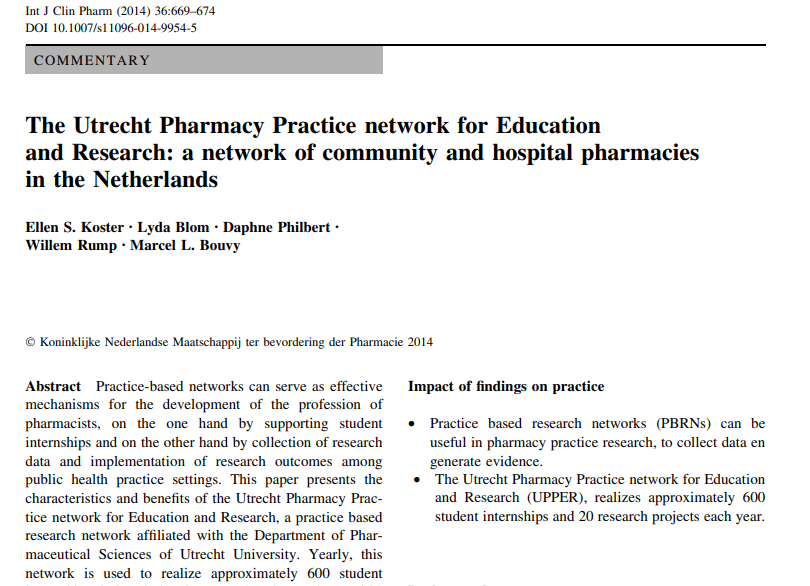 Int J Clin Pharm (2014) 36:669–674
DOI 10.1007/s11096-014-9954-5
COMMENTARY
The Utrecht Pharmacy Practice network for Education
and Research: a network of community and hospital pharmacies
in the Netherlands
Ellen S. Koster · Lyda Blom · Daphne Philbert ·
Willem Rump · Marcel L. Bouvy
© Koninklijke Nederlandse Maatschappij ter bevordering der Pharmacie 2014
Abstract Practice-based networks can serve as effective
mechanisms for the development of the profession of
pharmacists, on the one hand by supporting student
internships and on the other hand by collection of research
data and implementation of research outcomes among
public health practice settings. This paper presents the
characteristics and benefits of the Utrecht Pharmacy Prac-
tice network for Education and Research, a practice based
research network affiliated with the Department of Phar-
maceutical Sciences of Utrecht University. Yearly, this
network is used to realize approximately 600 student
Impact of findings on practice
• Practice based research networks (PBRNs) can be
useful in pharmacy practice research, to collect data en
generate evidence.
• The Utrecht Pharmacy Practice network for Education
and Research (UPPER), realizes approximately 600
student internships and 20 research projects each year.